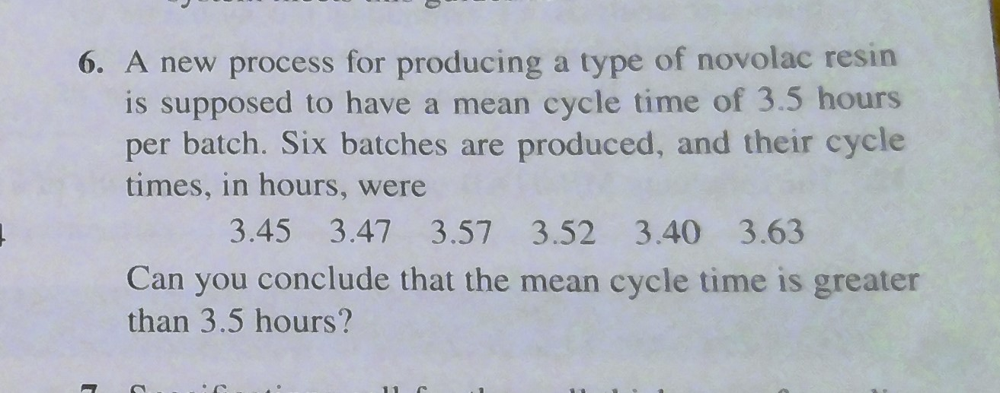 6. A new process for producing a type of novolac resin
is supposed to have a mean cycle time of 3.5 hours
per batch. Six batches are produced, and their cycle
times, in hours, were
3.45 3.47 3.57 3.52 3.40 3.63
Can you conclude that the mean cycle time is greater
than 3.5 hours?